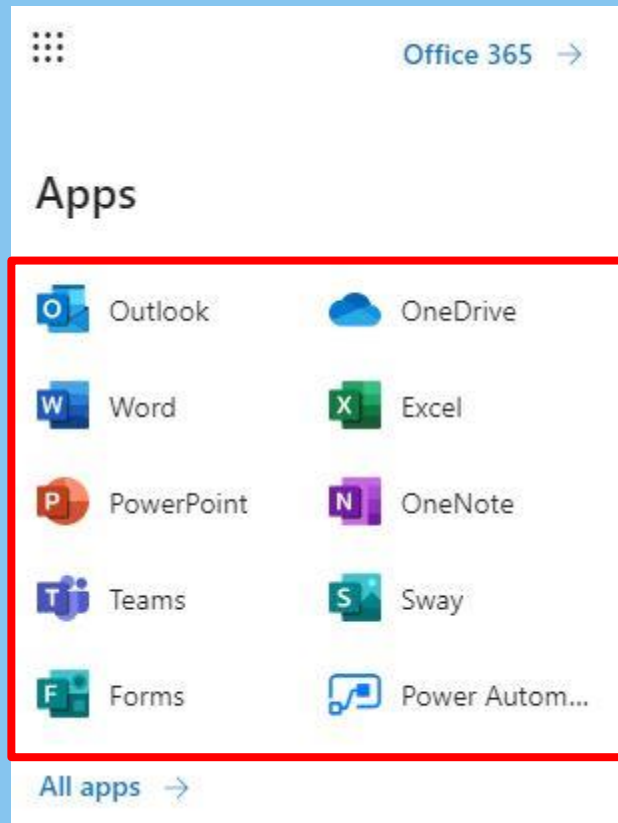 Office 365 →
Apps
Outlook OneDrive
Word Excel
PowerPoint OneNote
Teams Sway
Forms Power Autom...
All apps →